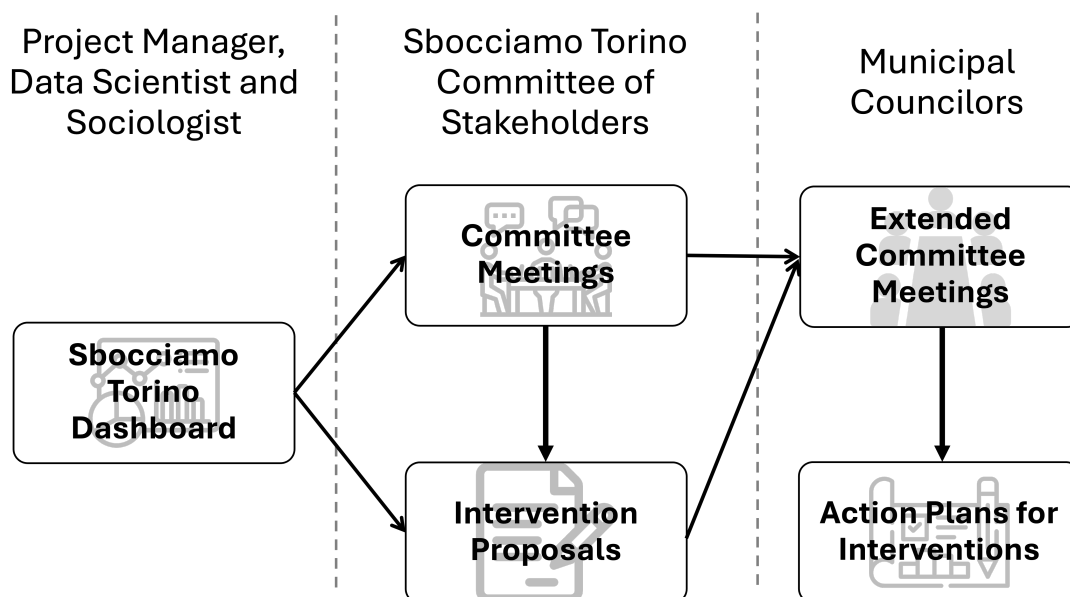 Project Manager,
Data Scientist and
Sociologist
Sbocciamo Torino
Committee of
Stakeholders
Municipal
Councilors
Committee
Meetings
Extended
Committee
Meetings
Sbocciamo
Torino
Dashboard
Intervention
Proposals
Action Plans for
Interventions